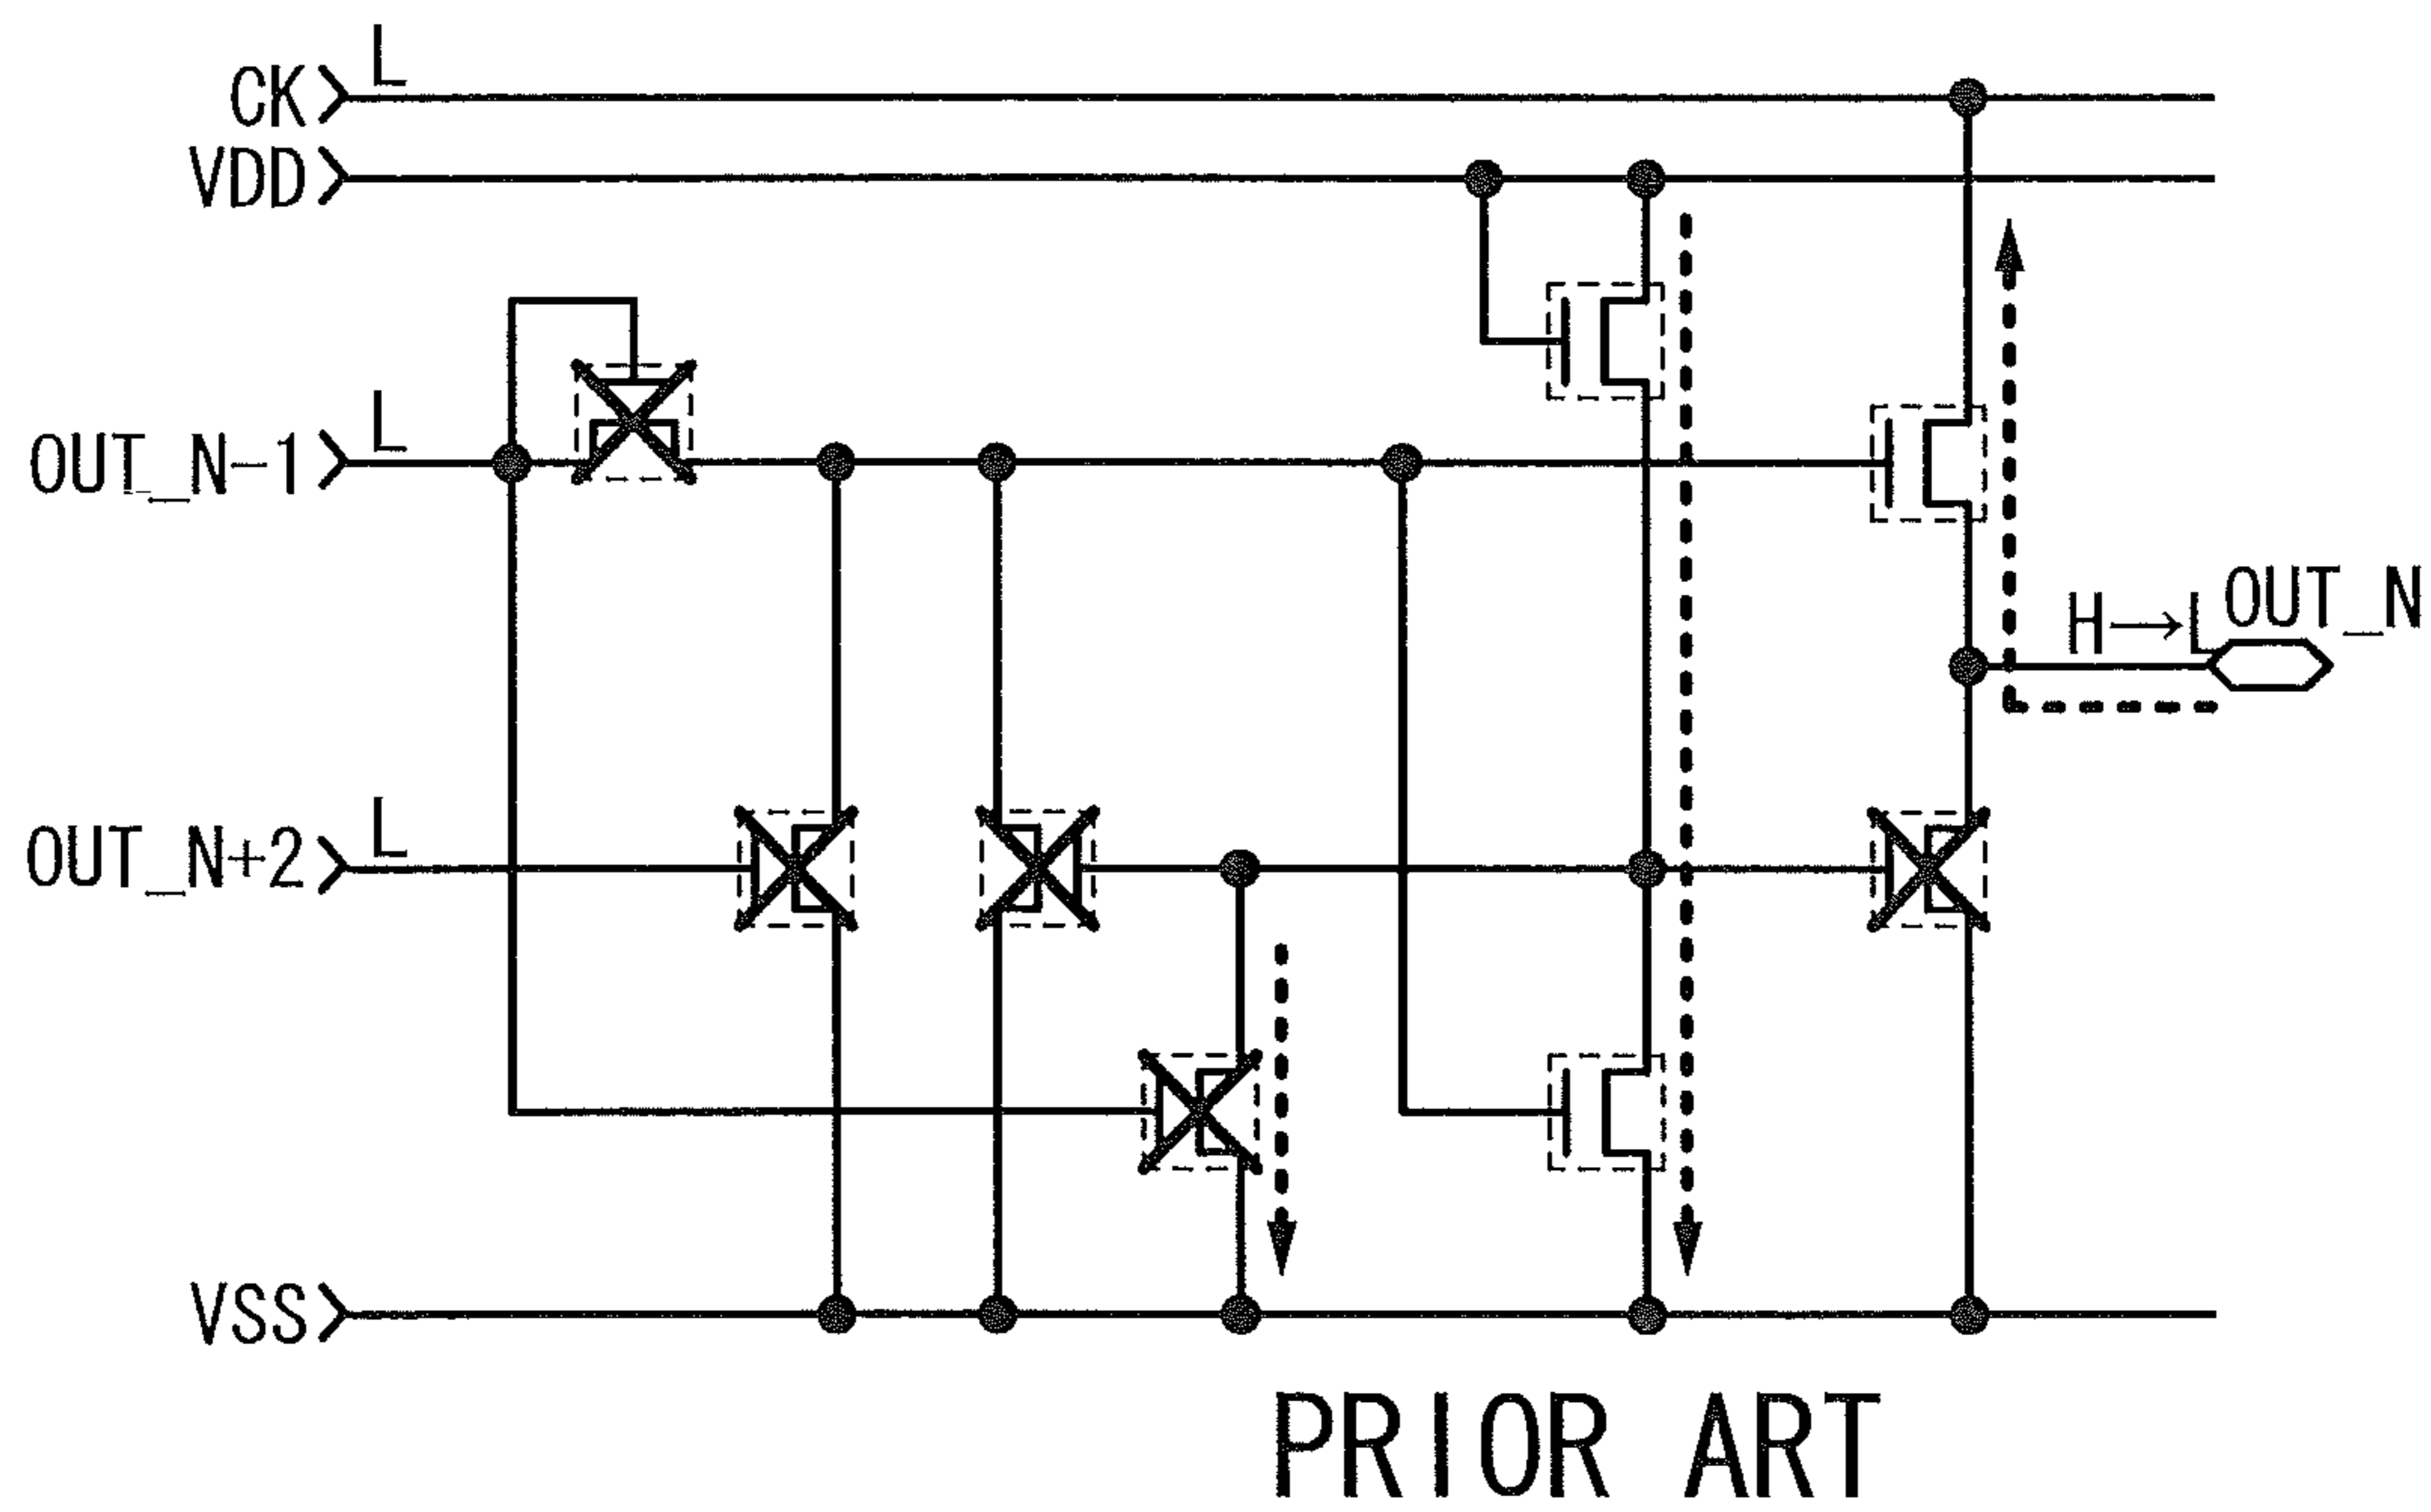 L
CK
VDD
L
OUT_N-1
H→L
OUT_N
L
OUT_N+2
VSS
PRIOR ART